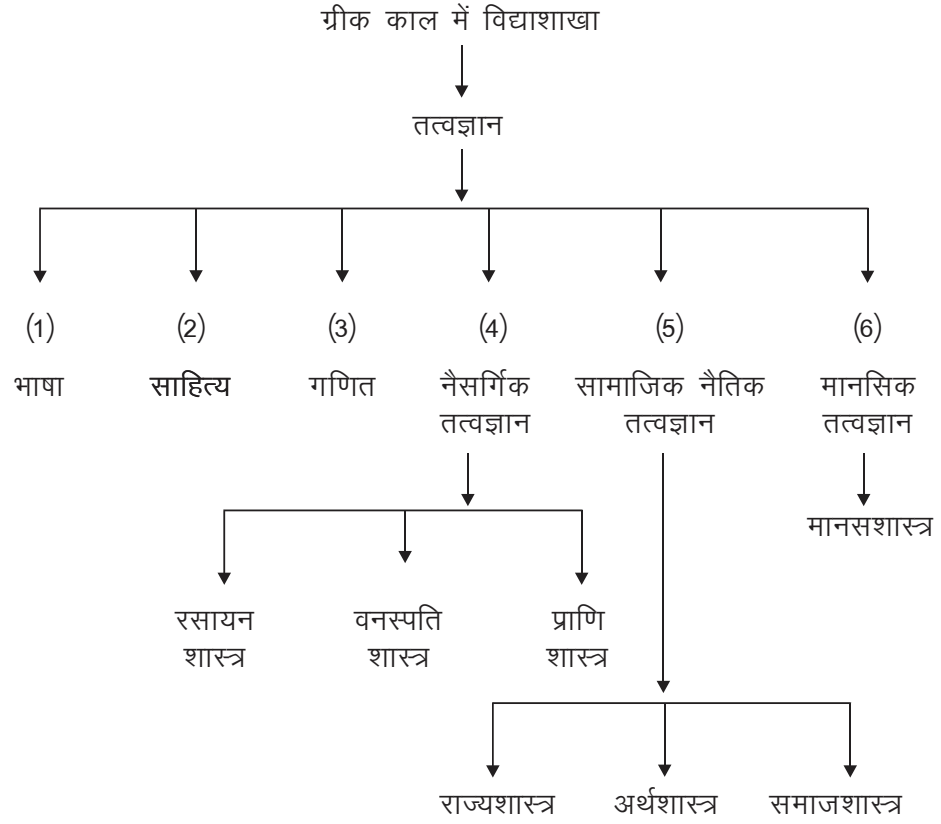 ग्रीक काल में विद्याशाखा
तत्वज्ञान
(1) (2) (3) (4) (5) (6)
भाषा साहित्य गणित नैसर्गिक सामाजिक नैतिक मानसिक
तत्वज्ञान तत्वज्ञान तत्वज्ञान
मानसशास्त्र
रसायन वनस्पति प्राणि
शास्त्र शास्त्र शास्त्र
राज्यशास्त्र अर्थशास्त्र समाजशास्त्र